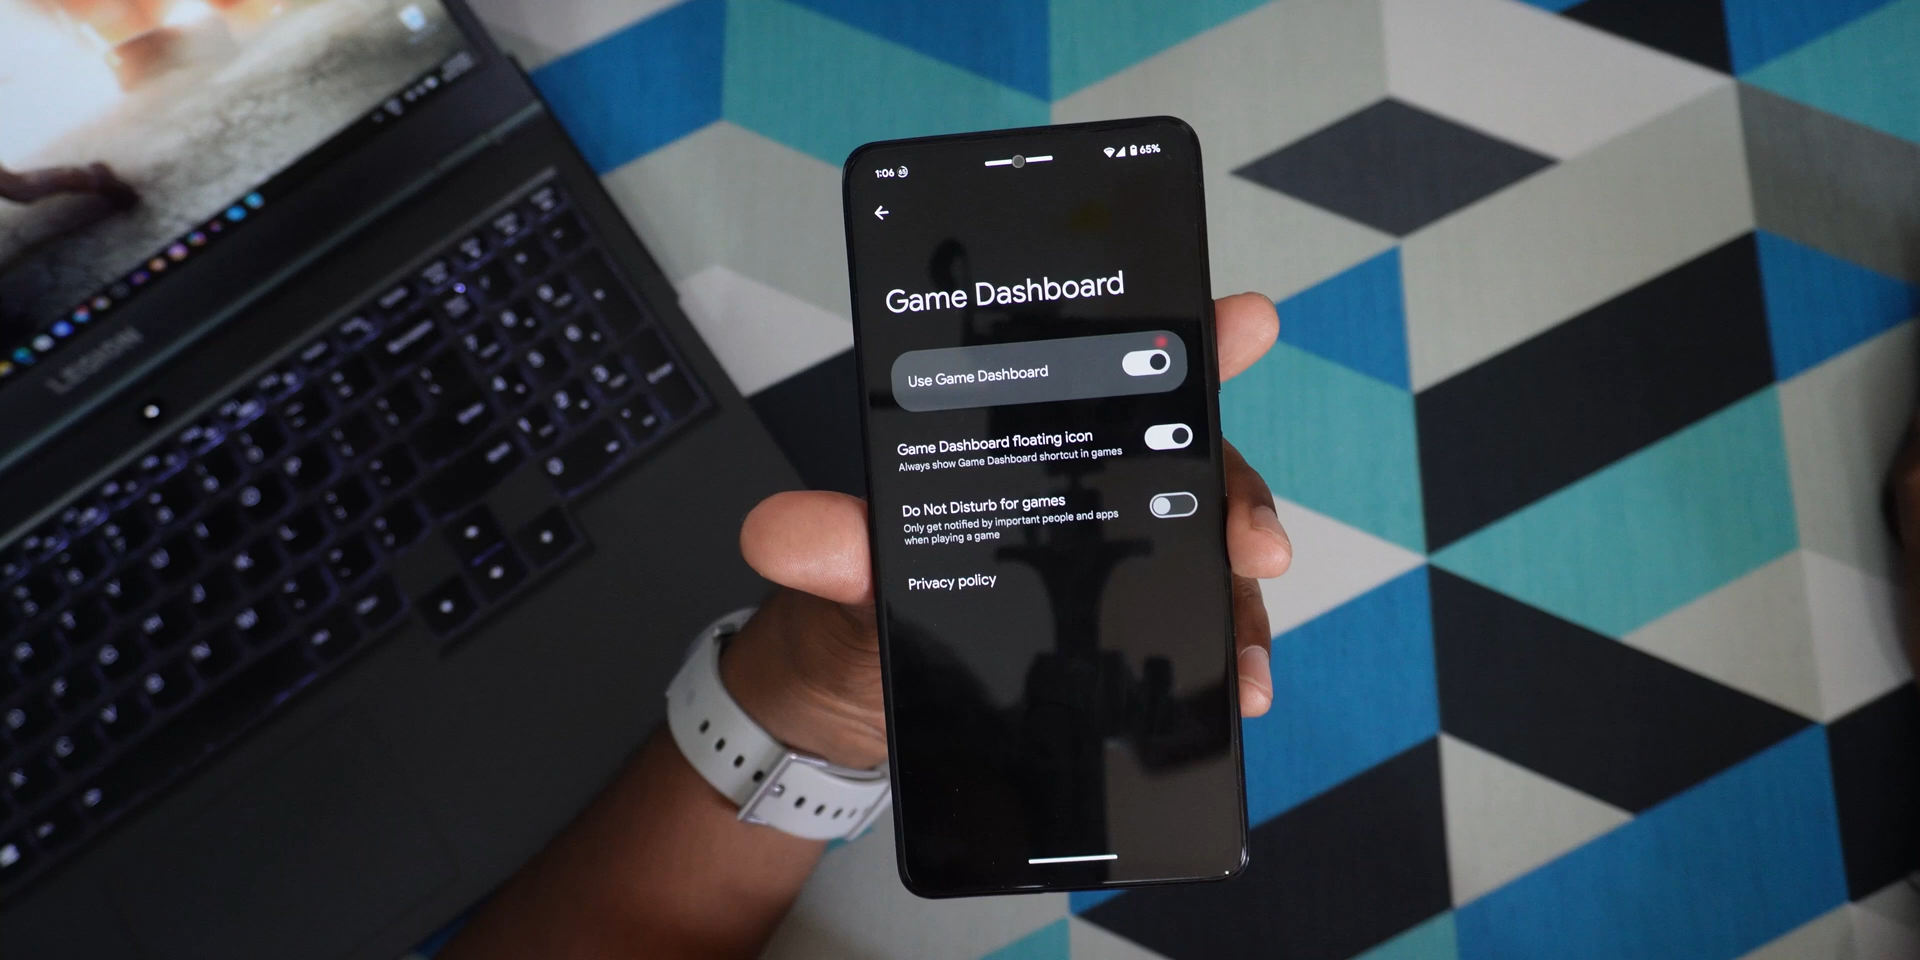 LEGION
1:06
65%
Game Dashboard
Use Game Dashboard
Game Dashboard floating icon
Always show Game Dashboard shortcut in games
Do Not Disturb for games
Only get notified by important people and apps
when playing a game
Privacy policy